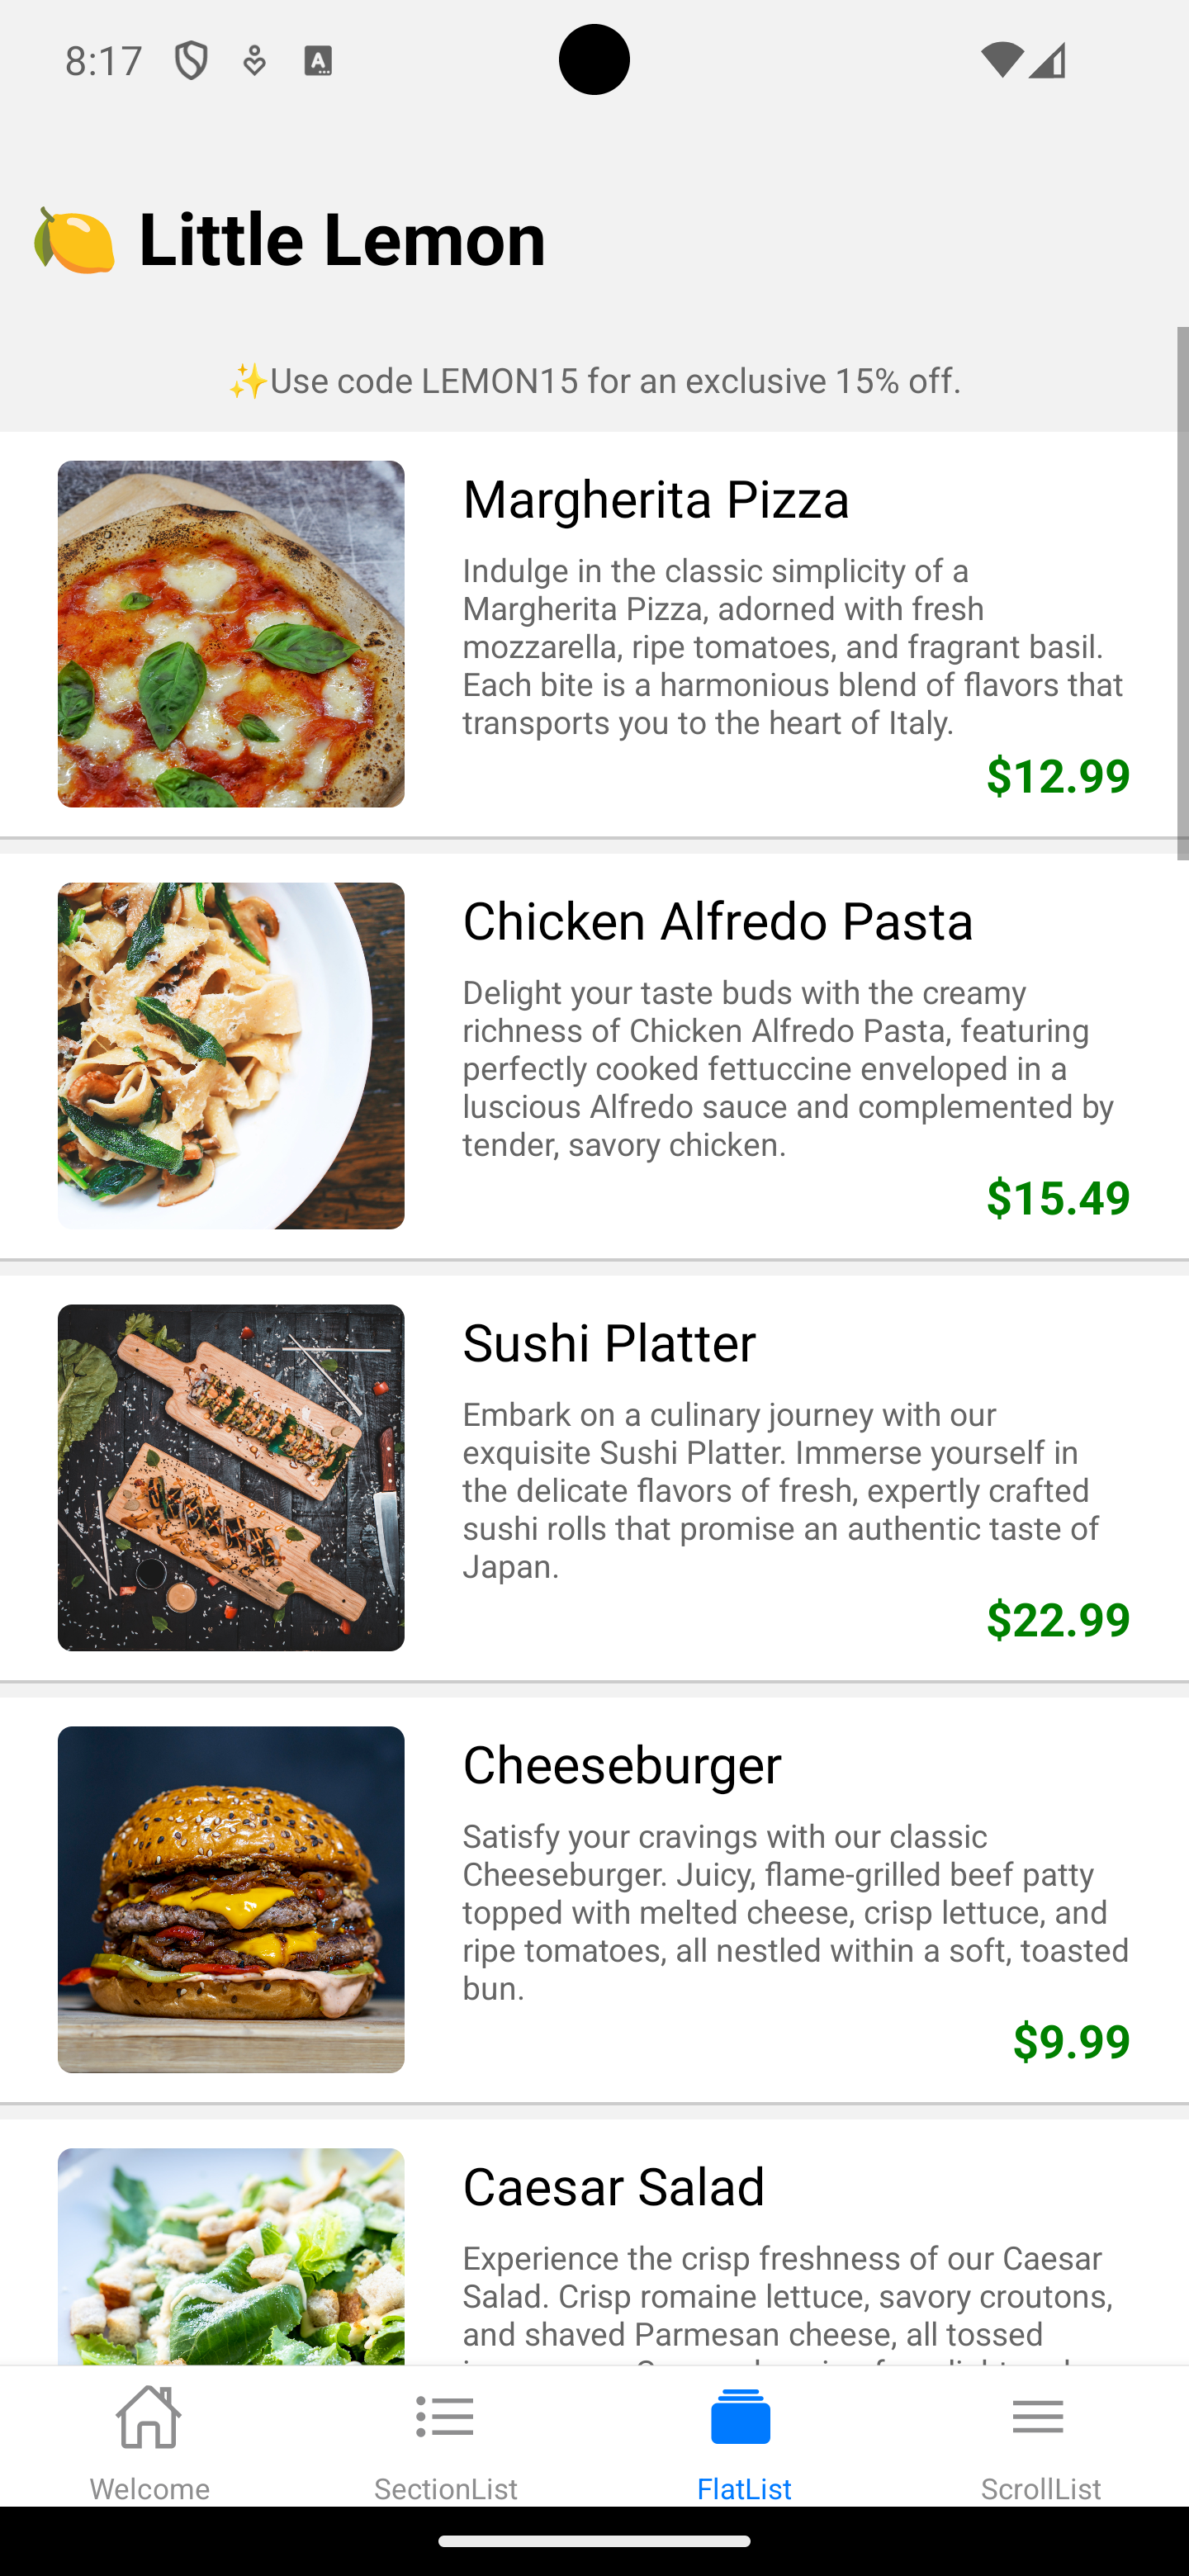 8:17
Little Lemon
✨Use code LEMON15 for an exclusive 15% off.
Margherita Pizza
Indulge in the classic simplicity of a
Margherita Pizza, adorned with fresh
mozzarella, ripe tomatoes, and fragrant basil.
Each bite is a harmonious blend of flavors that
transports you to the heart of Italy.
$12.99
Chicken Alfredo Pasta
Delight your taste buds with the creamy
richness of Chicken Alfredo Pasta, featuring
perfectly cooked fettuccine enveloped in a
luscious Alfredo sauce and complemented by
tender, savory chicken.
$15.49
Sushi Platter
Embark on a culinary journey with our
exquisite Sushi Platter. Immerse yourself in
the delicate flavors of fresh, expertly crafted
sushi rolls that promise an authentic taste of
Japan.
$22.99
Cheeseburger
Satisfy your cravings with our classic
Cheeseburger. Juicy, flame-grilled beef patty
topped with melted cheese, crisp lettuce, and
ripe tomatoes, all nestled within a soft, toasted
bun.
$9.99
Caesar Salad
Experience the crisp freshness of our Caesar
Salad. Crisp romaine lettuce, savory croutons,
and shaved Parmesan cheese, all tossed
Welcome
SectionList
FlatList
ScrollList